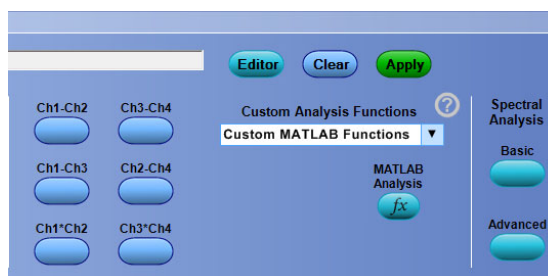 Editor Clear Apply
Ch1-Ch2 Ch3-Ch4 Custom Analysis Functions ? Spectral
Analysis
Custom MATLAB Functions
Basic
Ch1-Ch3 Ch2-Ch4 MATLAB
Analysis
fx
Ch1*Ch2 Ch3*Ch4 Advanced